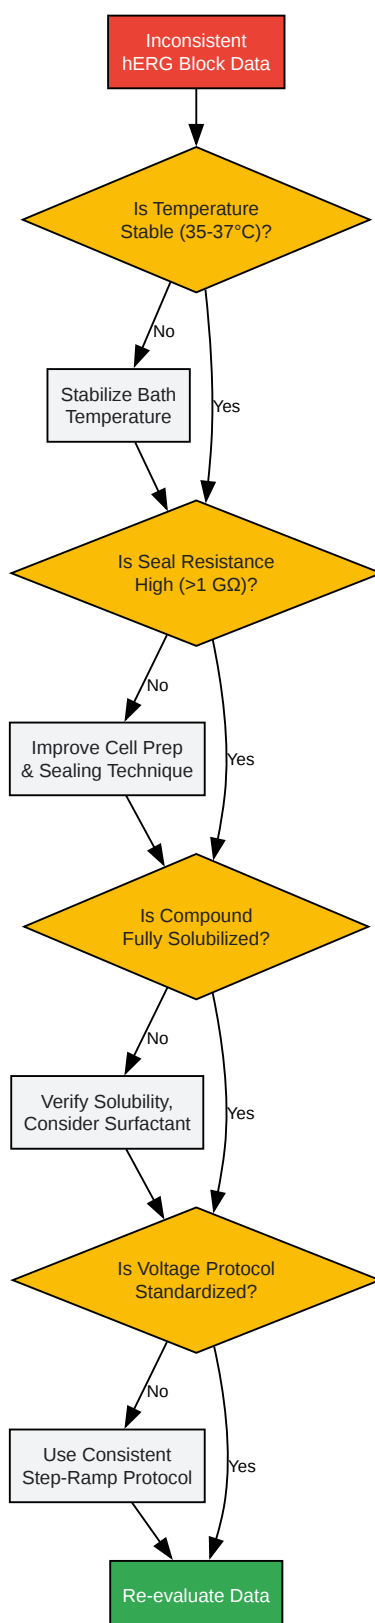 Inconsistent
hERG Block Data
Is Temperature
Stable (35-37°C)?
No
Yes
Stabilize Bath
Temperature
Is Seal Resistance
High (>1 GΩ)?
No
Yes
Improve Cell Prep
& Sealing Technique
Is Compound
Fully Solubilized?
No
Yes
Verify Solubility,
Consider Surfactant
Is Voltage Protocol
Standardized?
No
Yes
Use Consistent
Step-Ramp Protocol
Re-evaluate Data